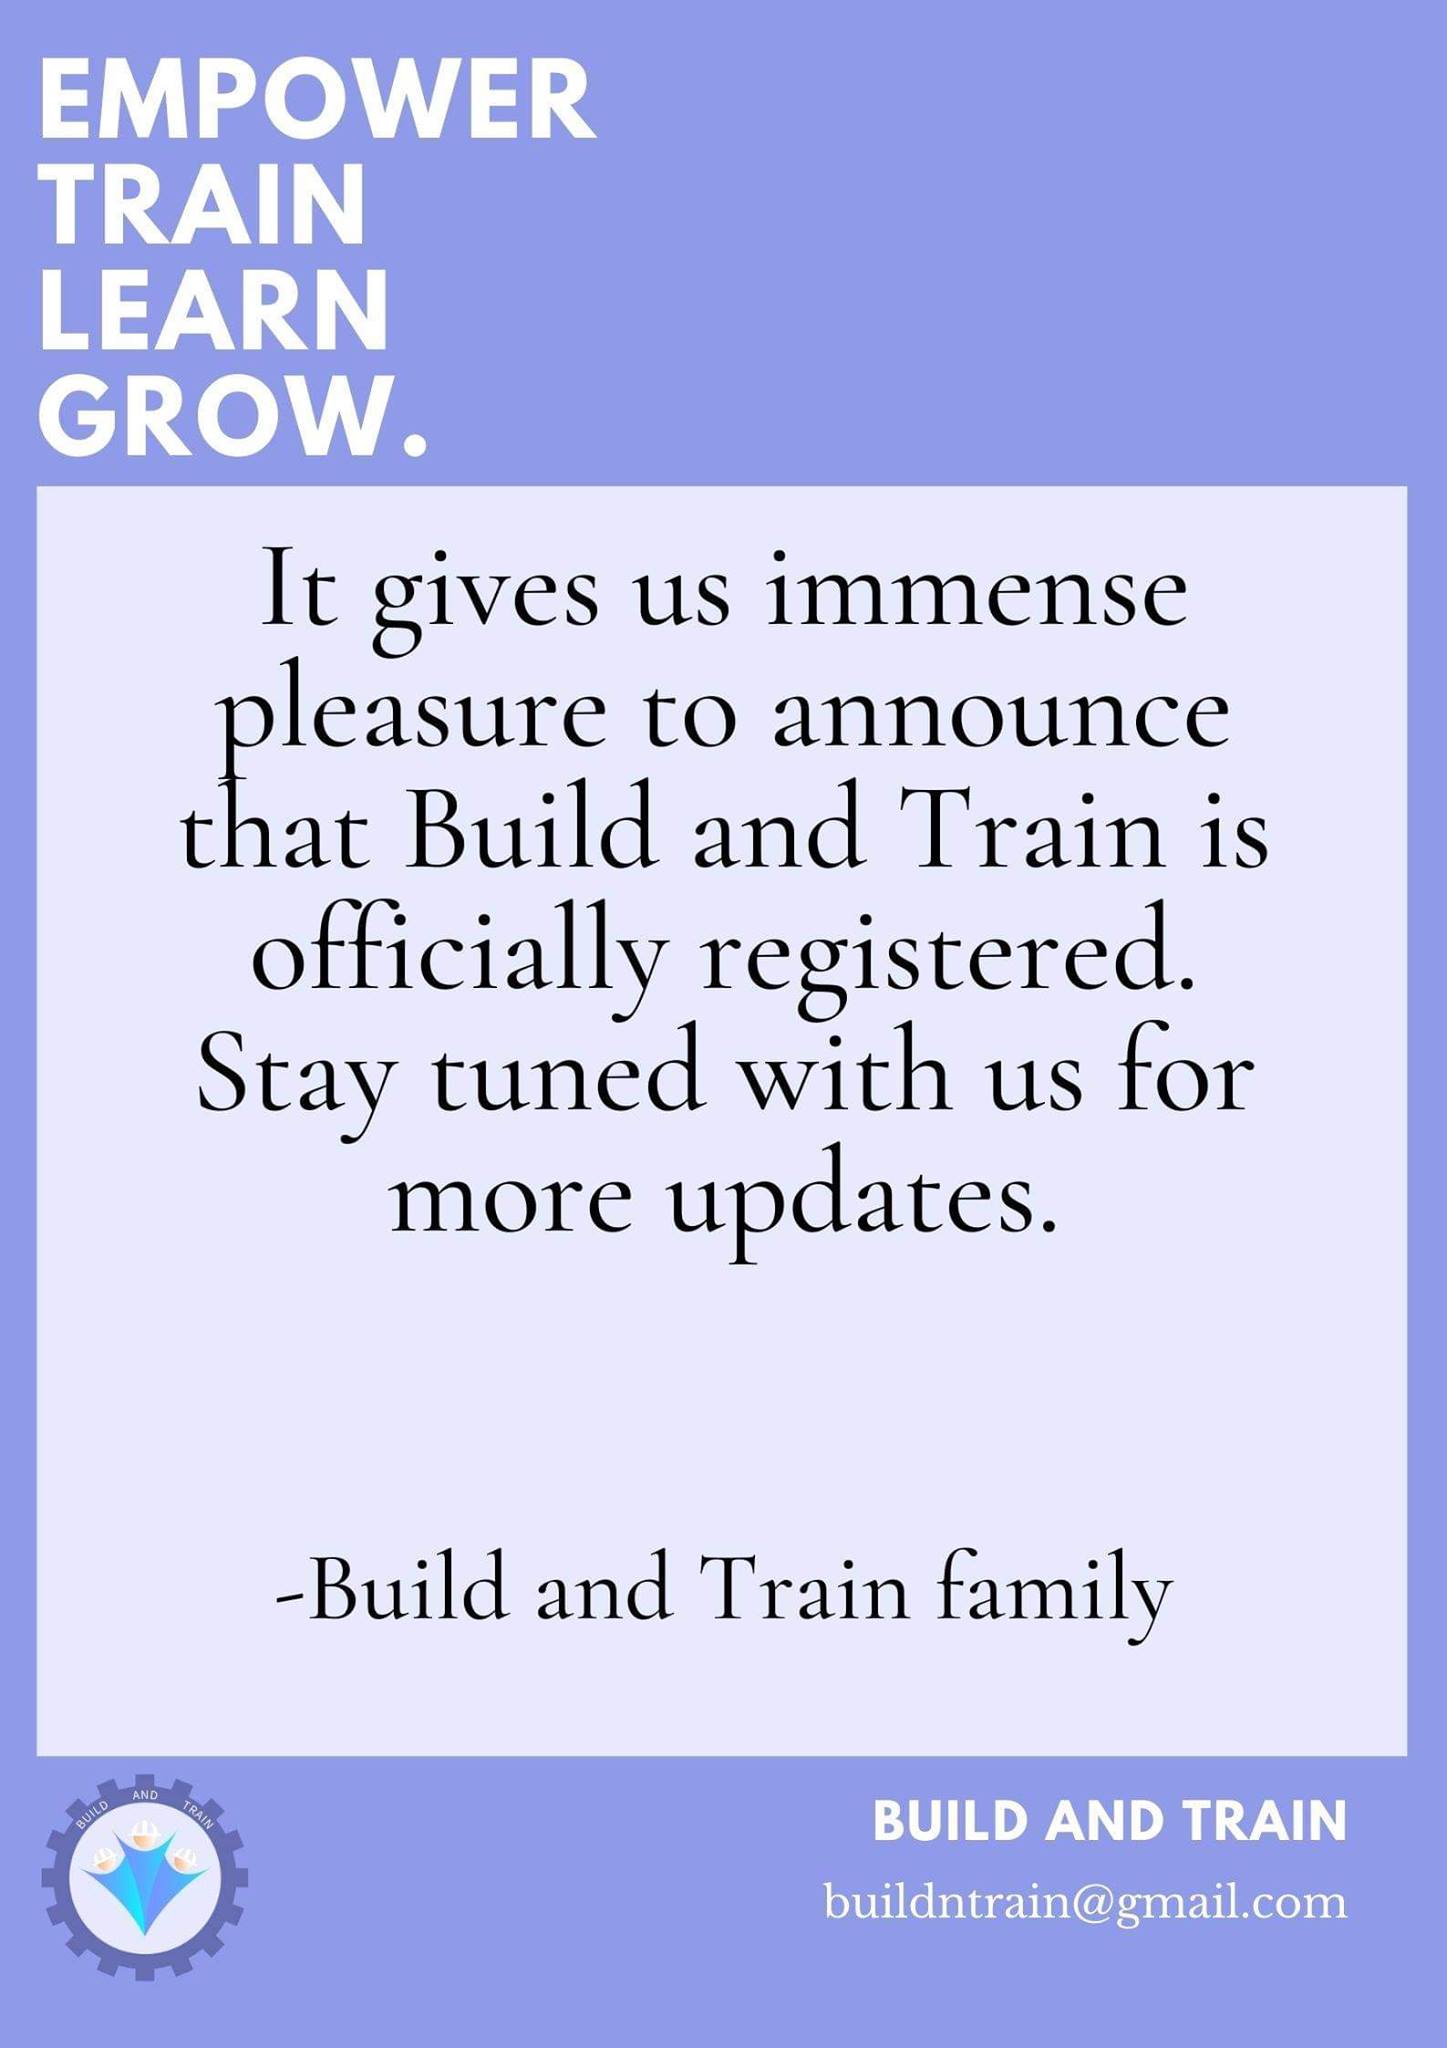 EMPOWER
TRAIN
LEARN
GROW.
It gives us immense
pleasure to announce
that Build and Train is
officially registered.
Stay tuned with us for
more updates.
-Build and Train family
BUILD AND TRAIN
BUILD AND TRAIN
buildntrain@gmail.com